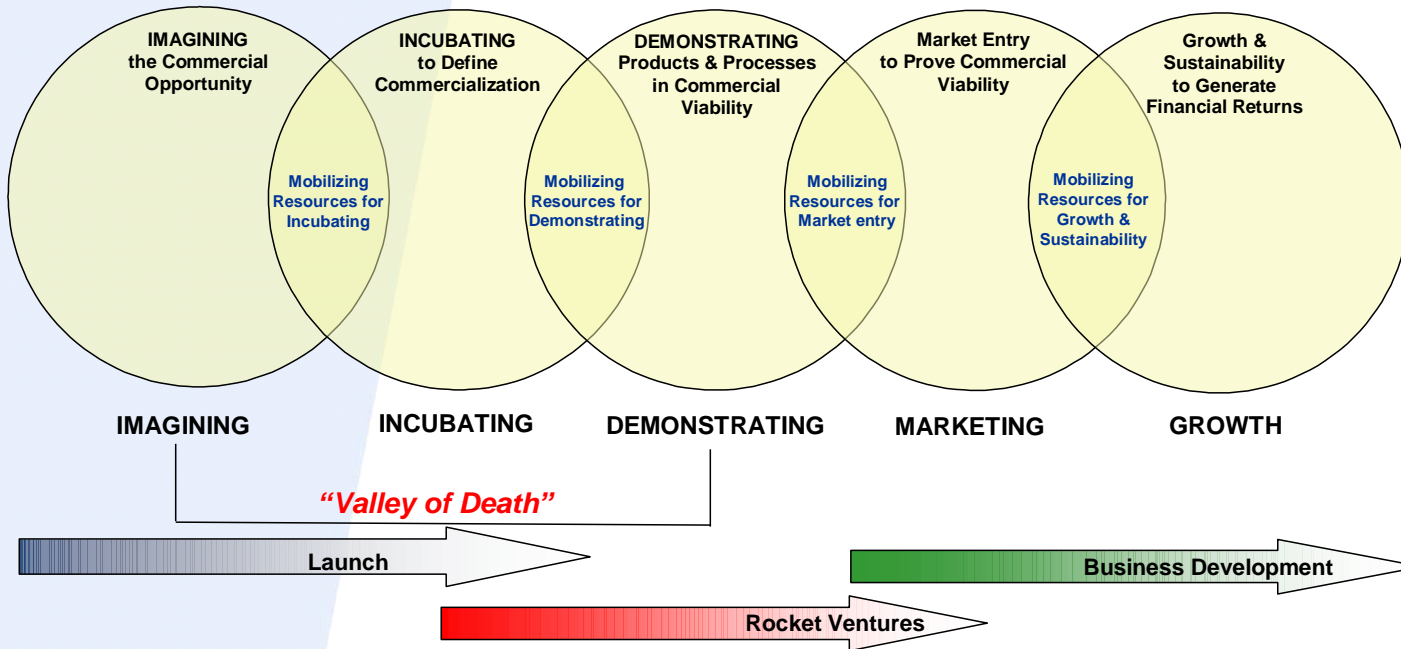 IMAGINING
the Commercial
Opportunity
INCUBATING
to Define
Commercialization
DEMONSTRATING
Products & Processes
in Commercial
Viability
Market Entry
to Prove Commercial
Viability
Growth &
Sustainability
to Generate
Financial Returns
Mobilizing
Resources for
Incubating
Mobilizing
Resources for
Demonstrating
Mobilizing
Resources for
Market entry
Mobilizing
Resources for
Growth &
Sustainability
IMAGINING
INCUBATING
DEMONSTRATING
MARKETING
GROWTH
“Valley of Death”
Launch
Business Development
Rocket Ventures